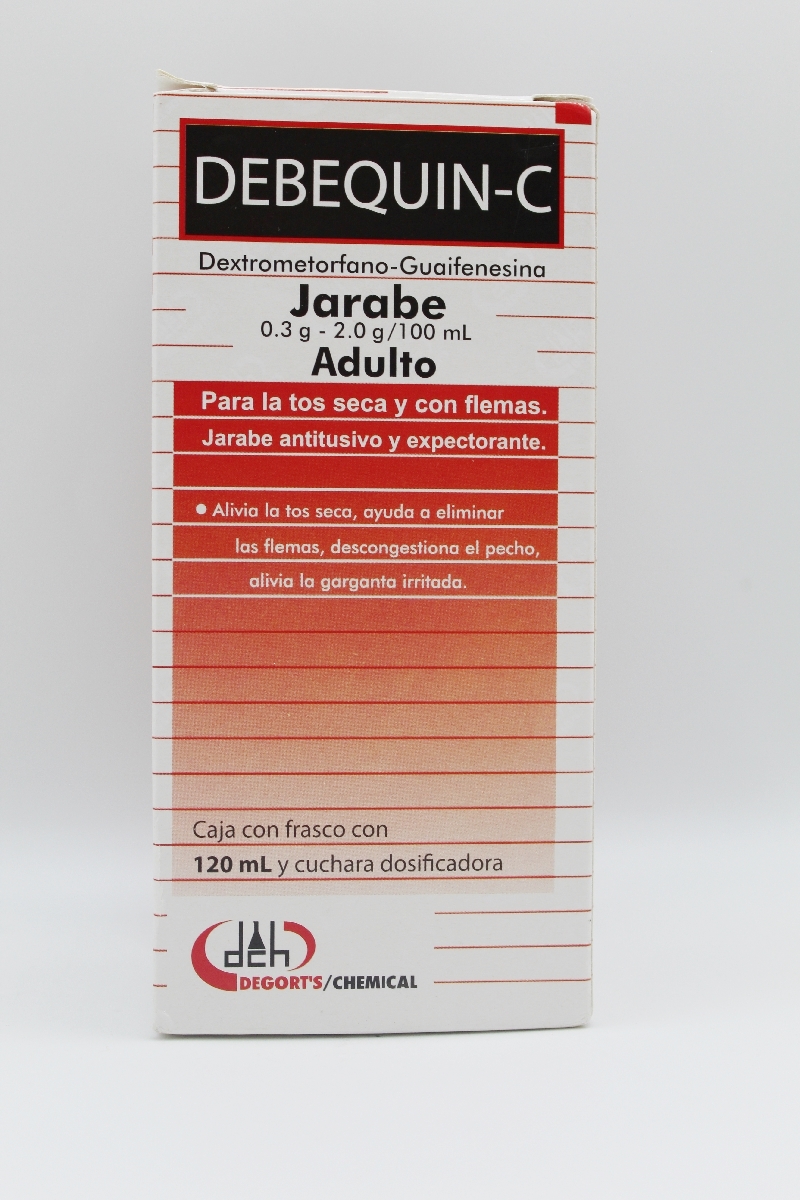 DEBEQUIN-C
Dextrometorfano-Guaifenesina
Jarabe
0.3 g - 2.0 g/100 mL
Adulto
Para la tos seca y con flemas.
Jarabe antitusivo y expectorante.
● Alivia la tos seca, ayuda a eliminar
las flemas, descongestiona el pecho,
alivia la garganta irritada.
Caja con frasco con
120 mL y cuchara dosificadora
dch
DEGORT'S/CHEMICAL